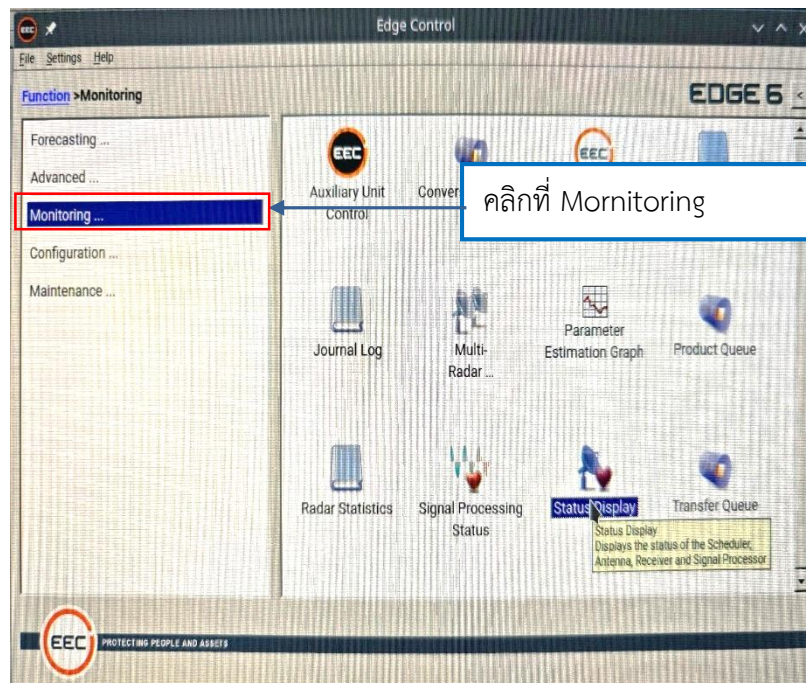 EEC
Edge Control
File Settings Help
Function >Monitoring
EDGE 6
Forecasting ...
Advanced ...
Monitoring ...
Configuration ...
Maintenance ...
EEC
EEC
Auxiliary Unit
Control
Conver
คลิกที่ Mornitoring
Journal Log
Multi-
Radar ...
Parameter
Estimation Graph
Product Queue
Radar Statistics
Signal Processing
Status
Status Display
Transfer Queue
Status Display
Displays the status of the Scheduler,
Antenna, Receiver and Signal Processor
EEC
PROTECTING PEOPLE AND ASSETS